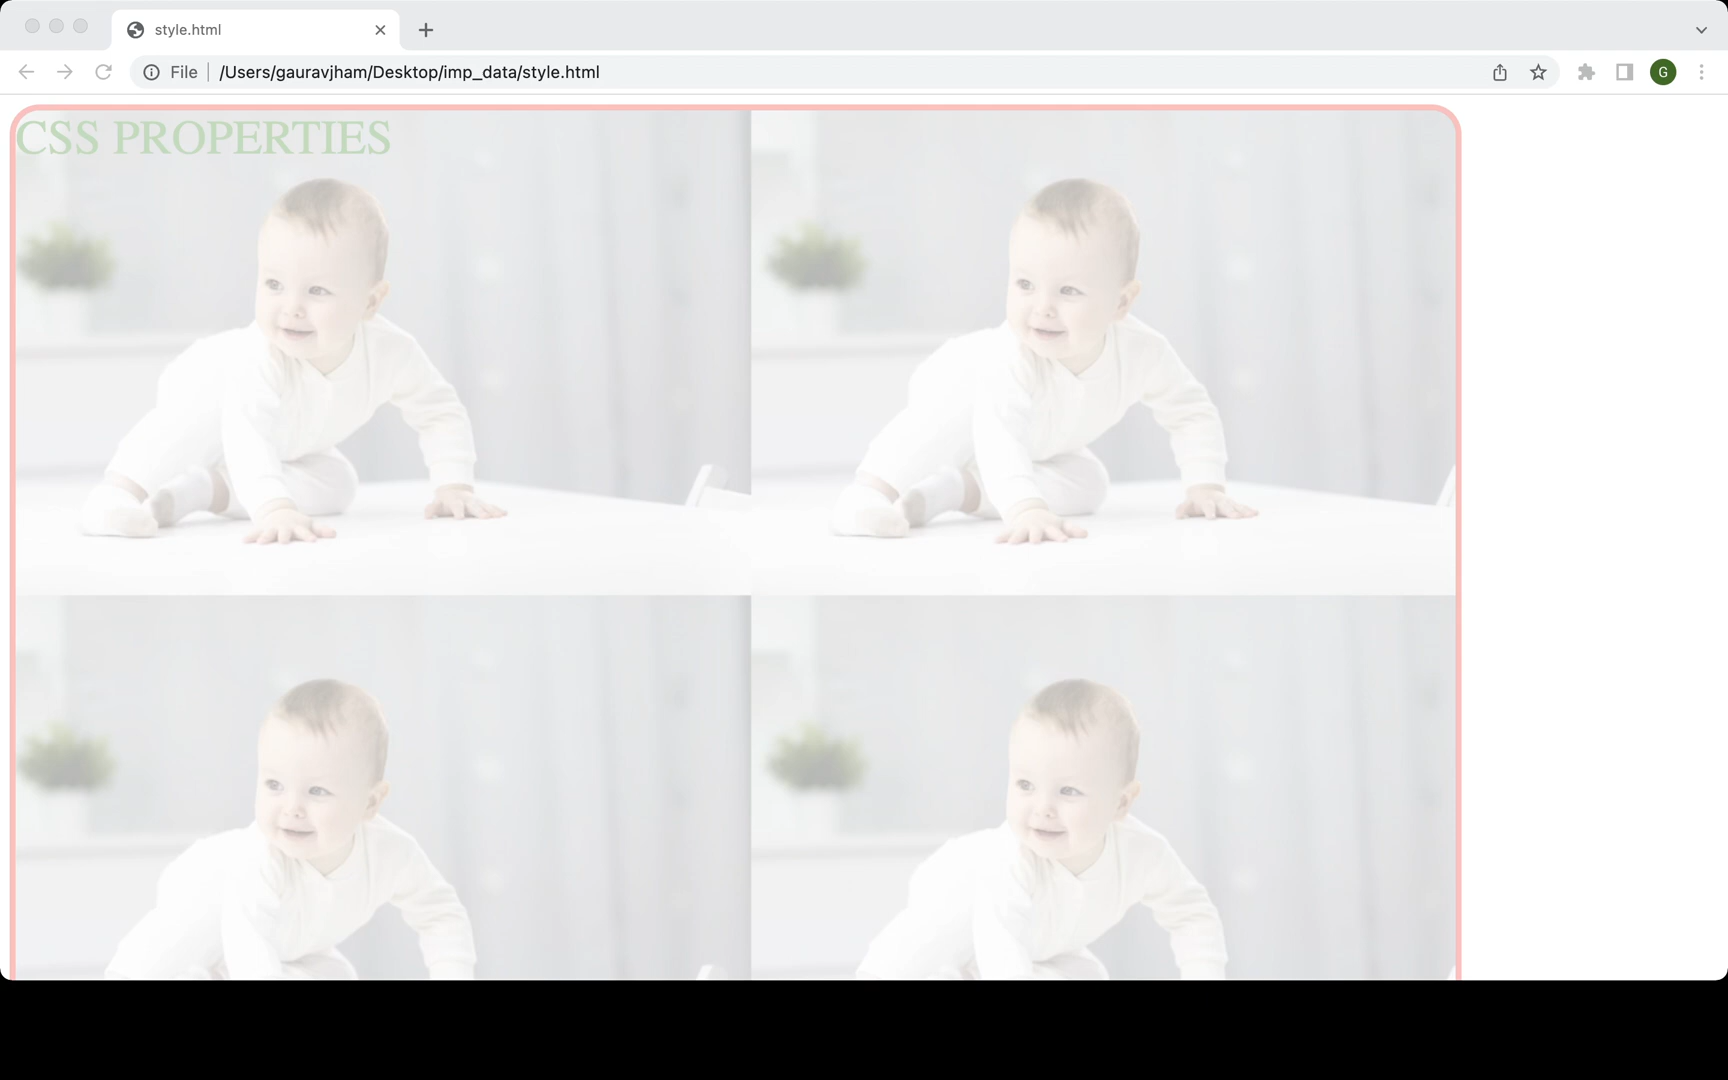 style.html
File
/Users/gauravjham/Desktop/imp_data/style.html
G
CSS PROPERTIES